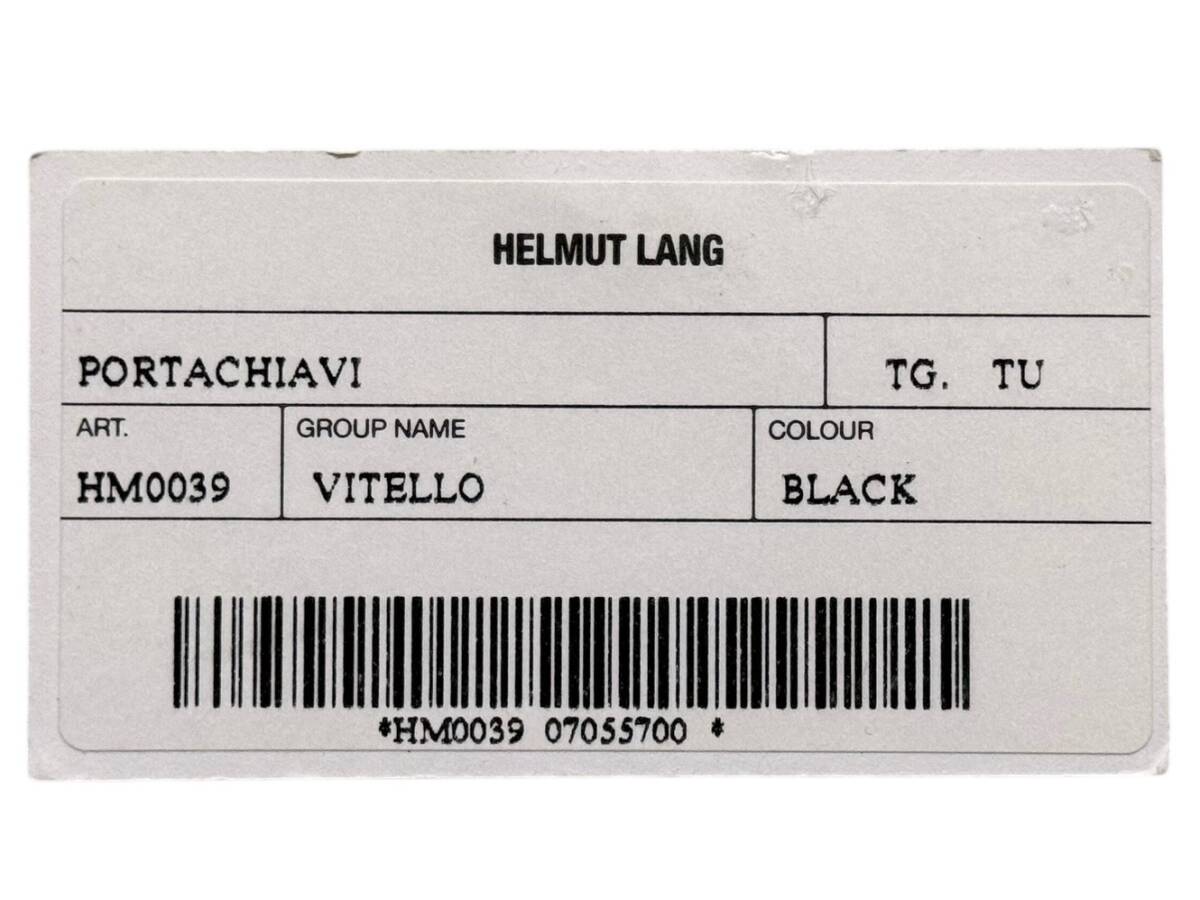 HELMUT LANG
PORTACHIAVI TG. TU
ART. GROUP NAME COLOUR
HM0039 VITELLO BLACK
*HM0039 07055700 *